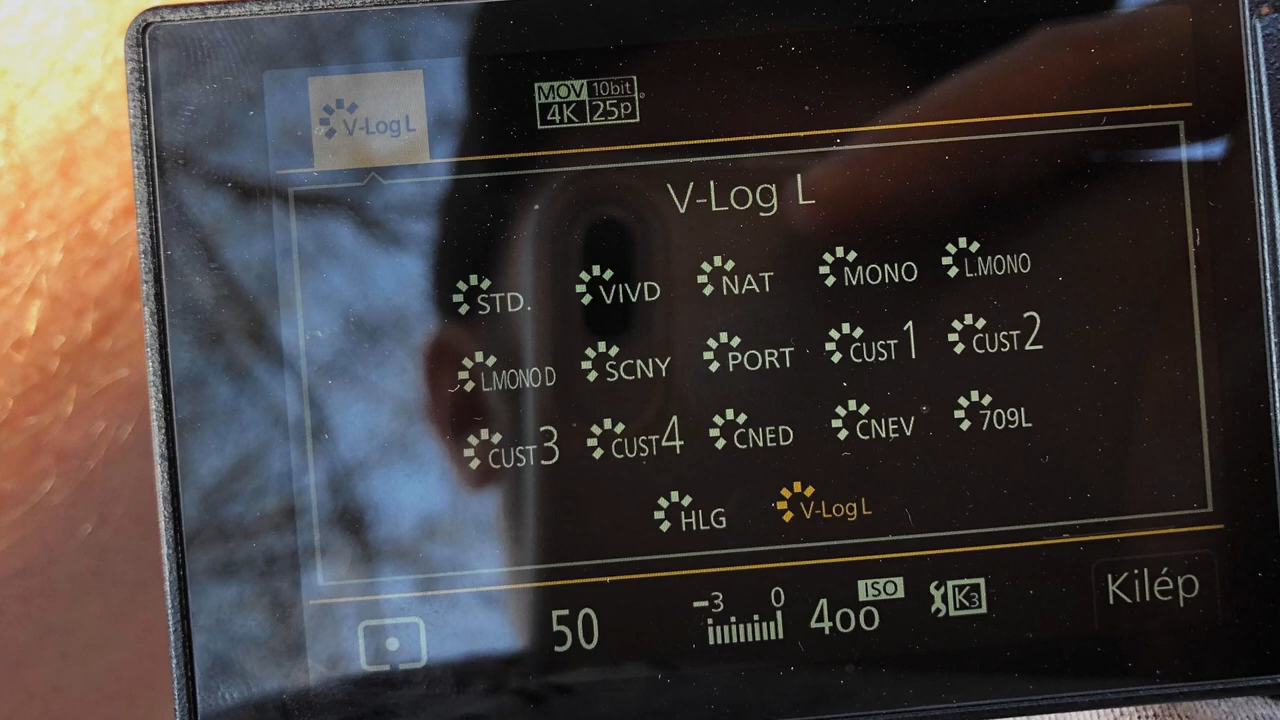 V-Log L MOV 10bit
4K 25p
V-Log L
STD. VIVD NAT MONO L.MONO
L.MONO D SCNY PORT CUST 1 CUST 2
CUST 3 CUST 4 CNED CNEV 709L
HLG V-Log L
50 -3 0 400 ISO K3 Kilép